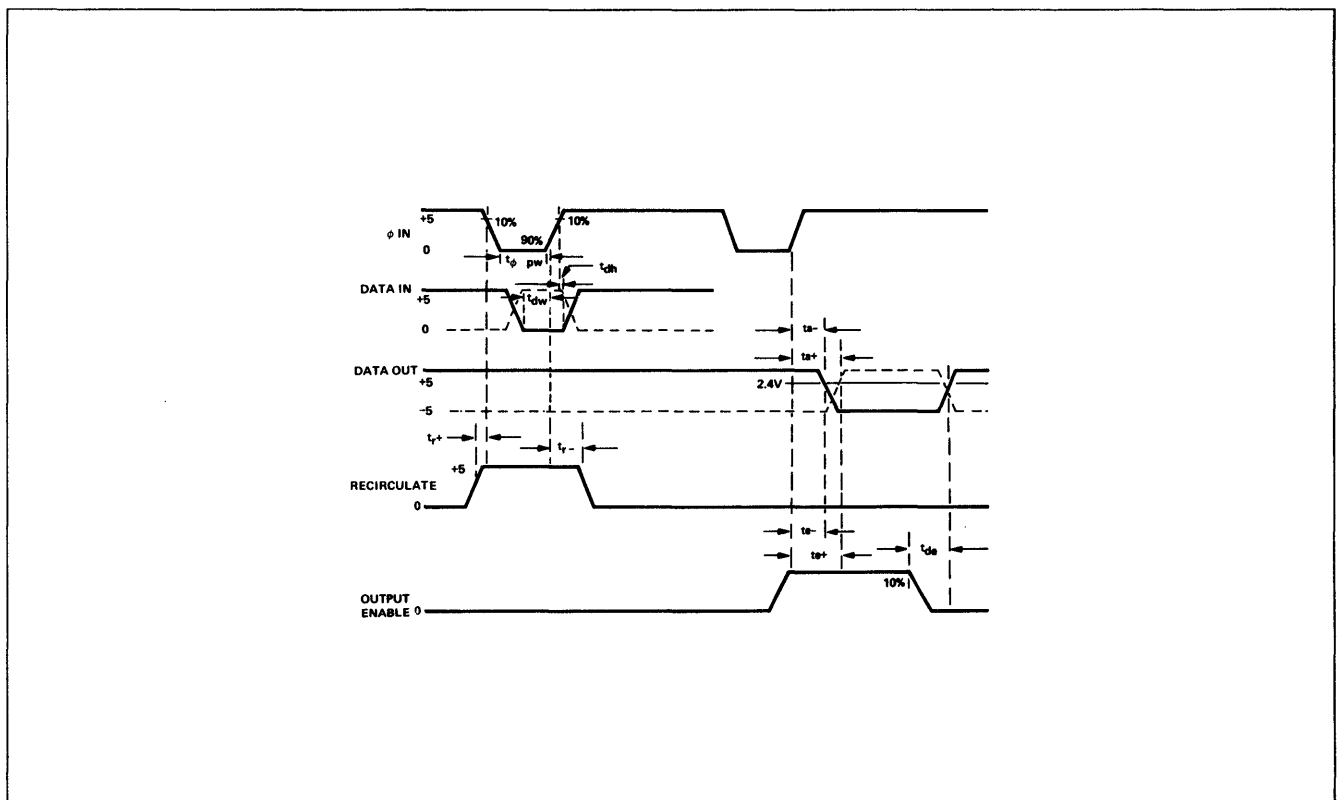 +5
10%
10%
φ IN
90%
0
tφ pw
tdh
DATA IN
+5
tdw
0
ta-
ta+
DATA OUT
+5
2.4V
-5
tr+
tr-
+5
RECIRCULATE
0
te-
te+
tde
10%
OUTPUT
ENABLE 0